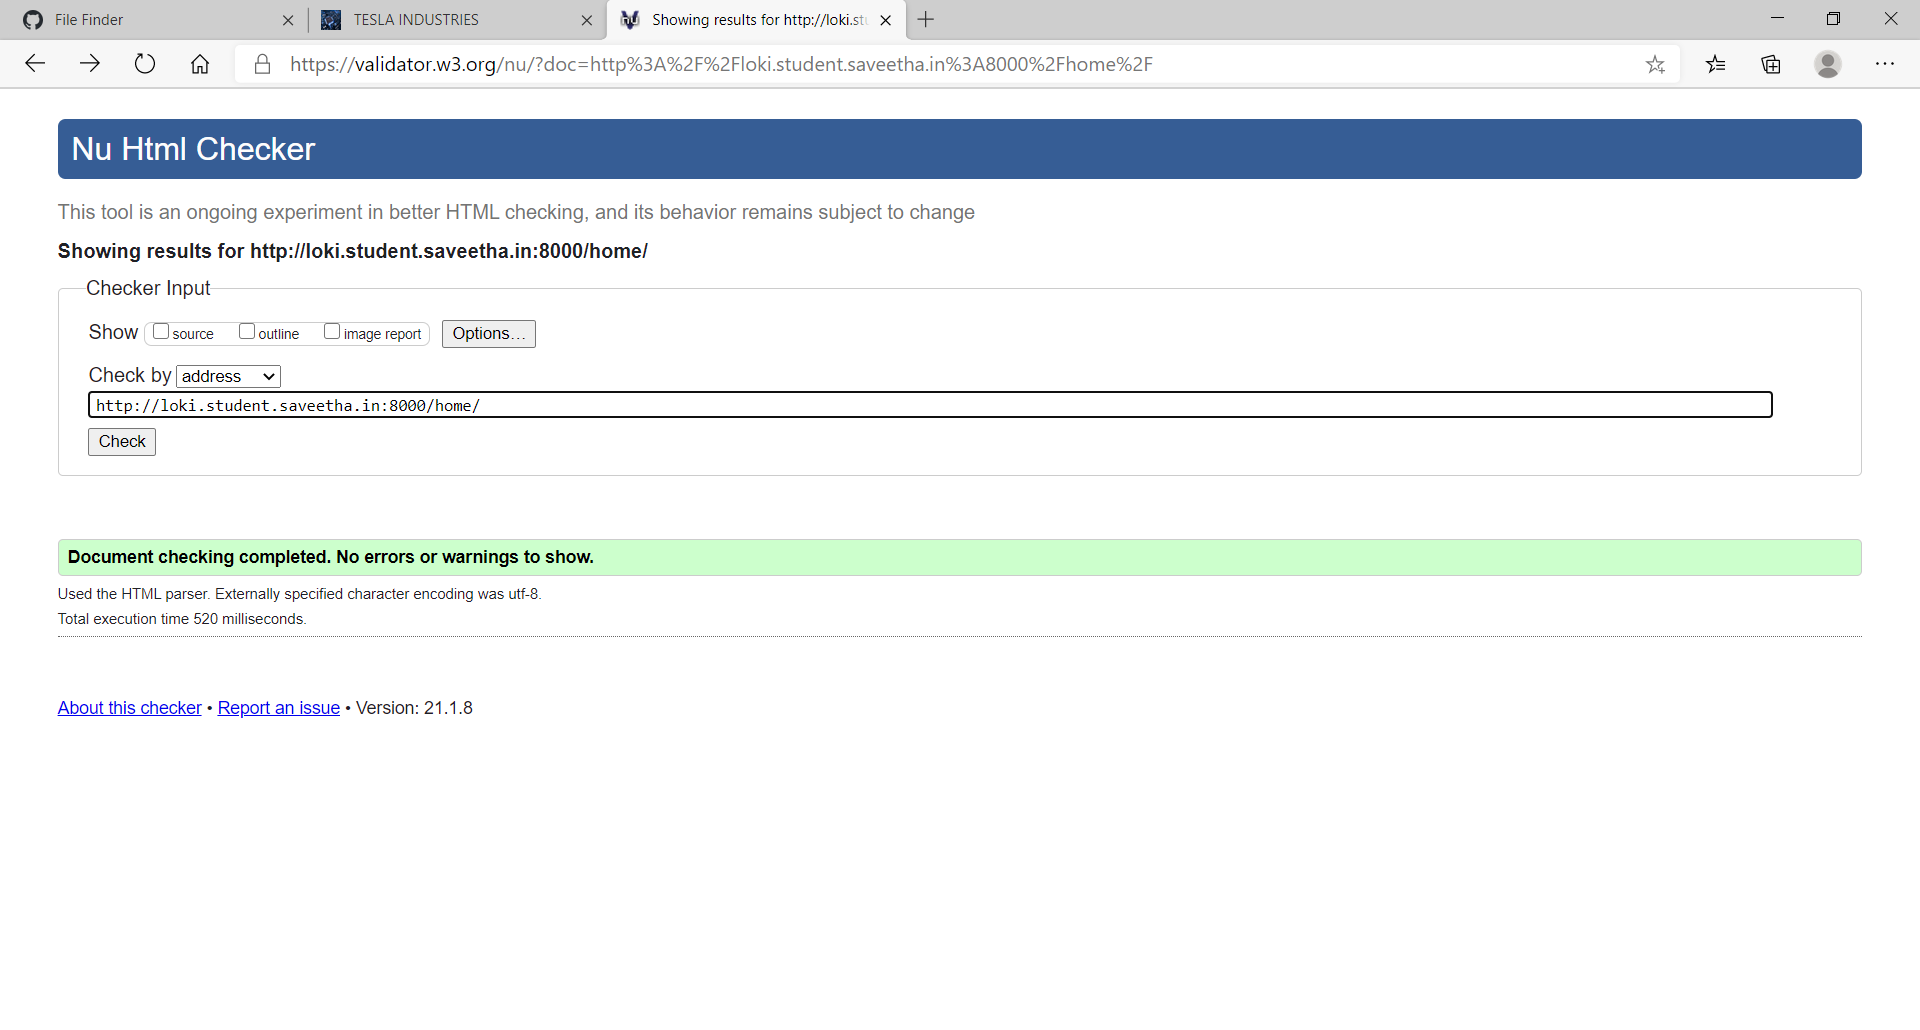 File Finder
TESLA INDUSTRIES
Showing results for http://loki.stu
https://validator.w3.org/nu/?doc=http%3A%2F%2Floki.student.saveetha.in%3A8000%2Fhome%2F
Nu Html Checker
This tool is an ongoing experiment in better HTML checking, and its behavior remains subject to change
Showing results for http://loki.student.saveetha.in:8000/home/
Checker Input
Show source outline image report Options…
Check by address
http://loki.student.saveetha.in:8000/home/
Check
Document checking completed. No errors or warnings to show.
Used the HTML parser. Externally specified character encoding was utf-8.
Total execution time 520 milliseconds.
About this checker • Report an issue • Version: 21.1.8